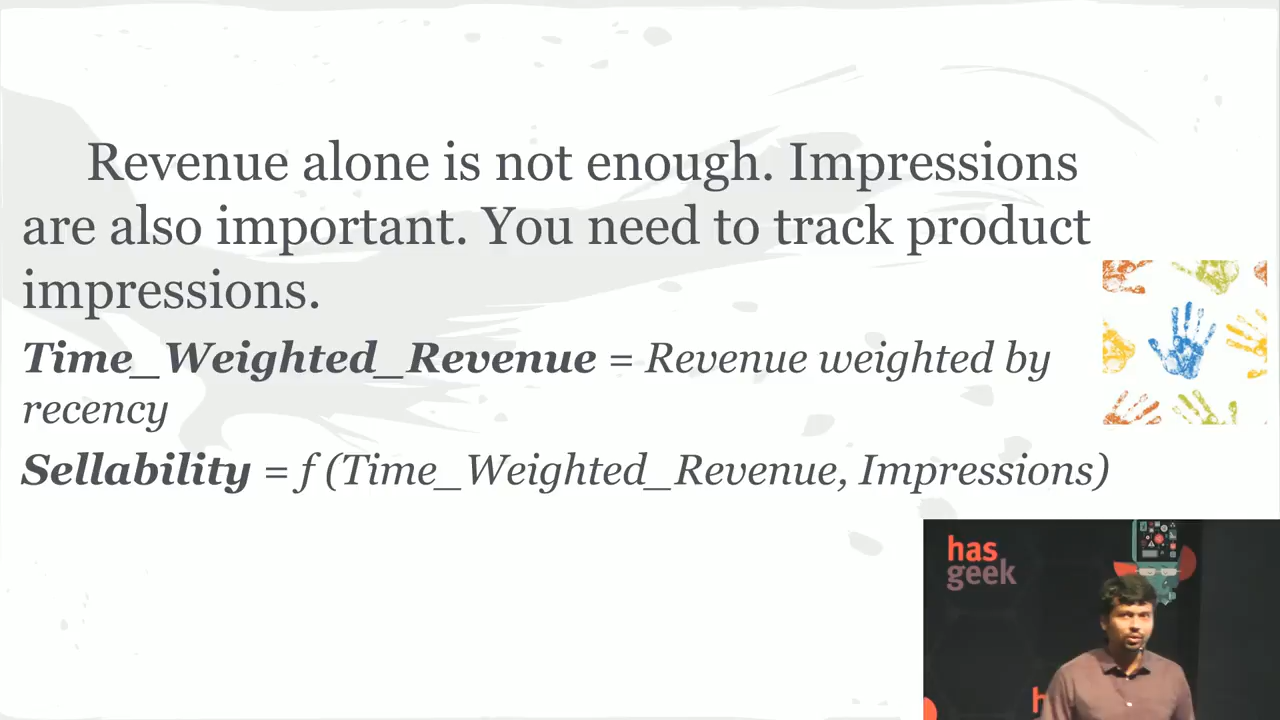 Revenue alone is not enough. Impressions
are also important. You need to track product
impressions.
Time_Weighted_Revenue = Revenue weighted by
recency
Sellability = f (Time_Weighted_Revenue, Impressions)
has
geek
h